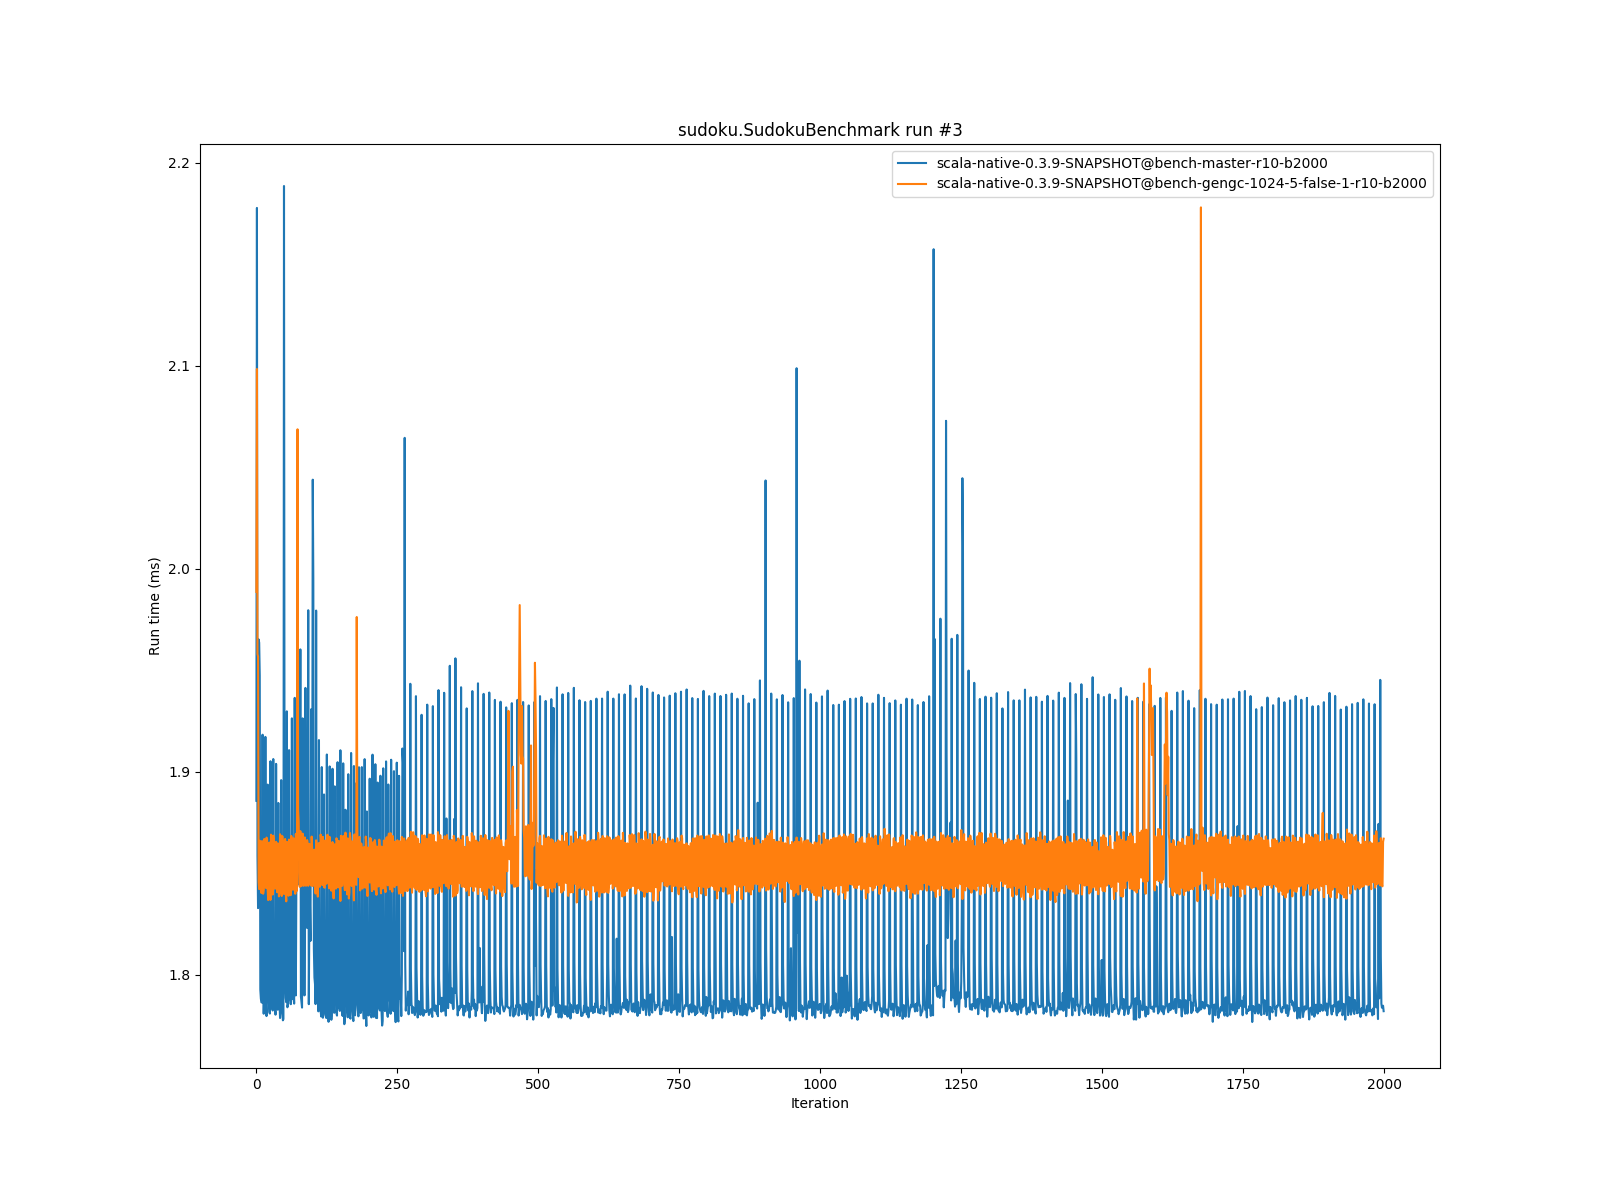 sudoku.SudokuBenchmark run #3
scala-native-0.3.9-SNAPSHOT@bench-master-r10-b2000
scala-native-0.3.9-SNAPSHOT@bench-gengc-1024-5-false-1-r10-b2000
Run time (ms)
2.2
2.1
2.0
1.9
1.8
0 250 500 750 1000 1250 1500 1750 2000
Iteration